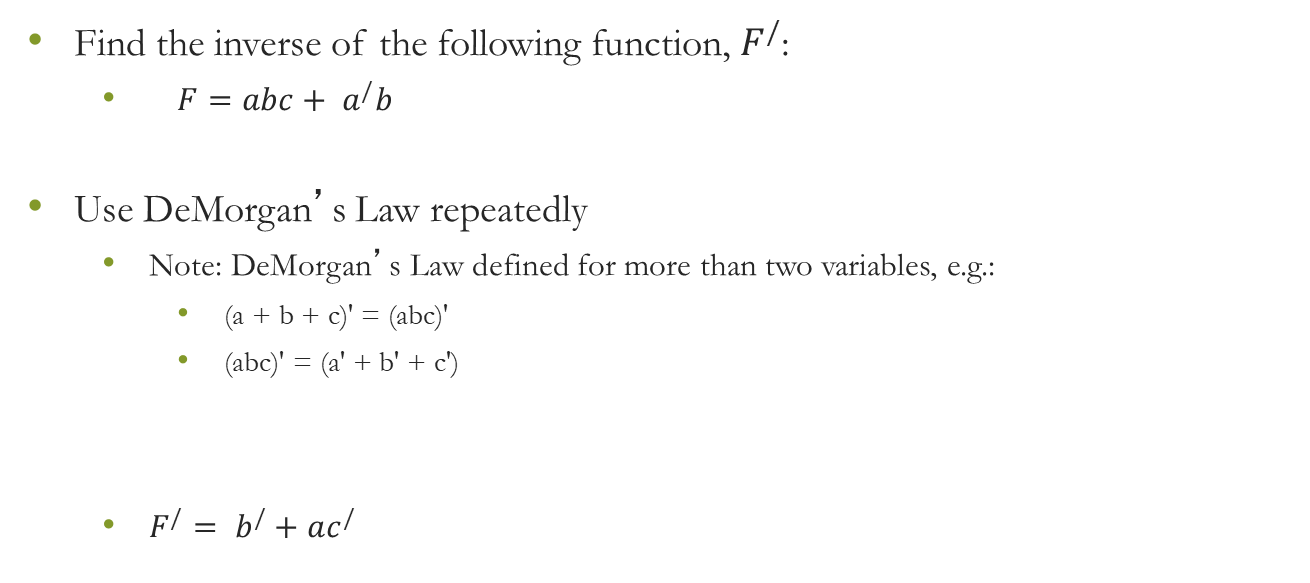 • Find the inverse of the following function, F/:
• F = abc + a/b
• Use DeMorgan’s Law repeatedly
• Note: DeMorgan’s Law defined for more than two variables, e.g.:
• (a + b + c)' = (abc)'
• (abc)' = (a' + b' + c')
• F/ = b/ + ac/